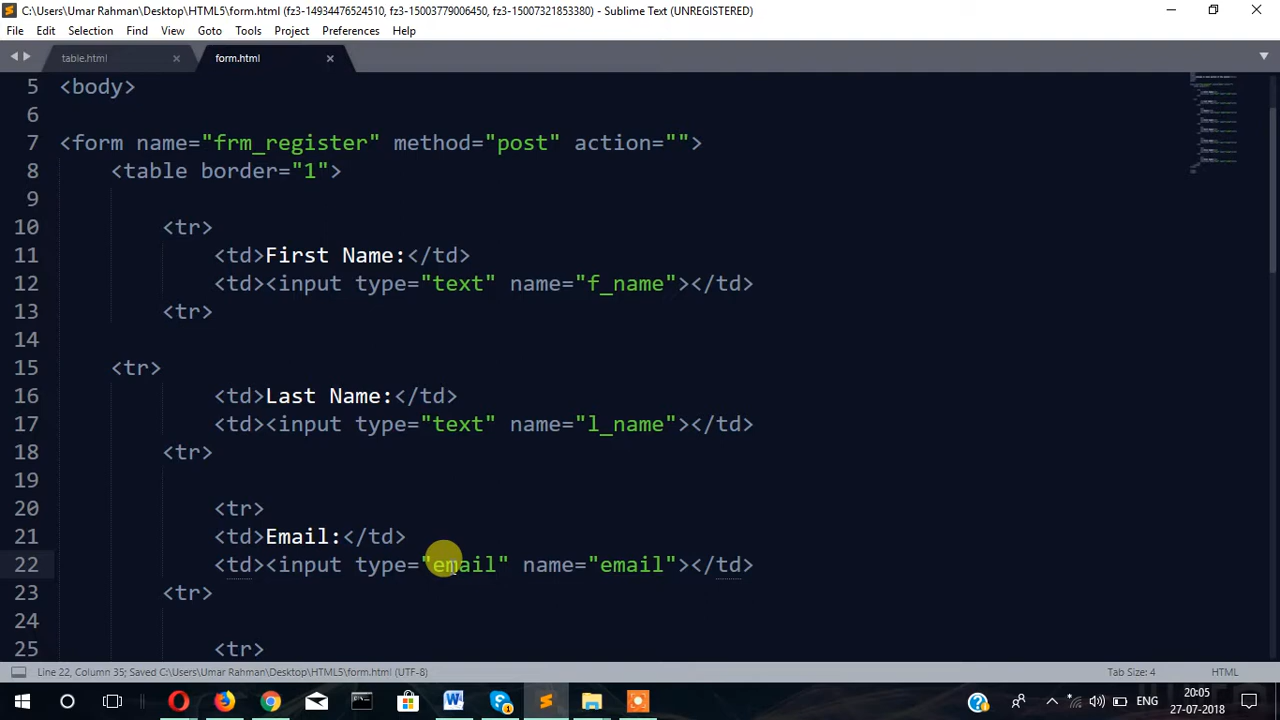 C:\Users\Umar Rahman\Desktop\HTML5\form.html (fz3-14934476524510, fz3-15003779006450, fz3-15007321853380) - Sublime Text (UNREGISTERED)
File Edit Selection Find View Goto Tools Project Preferences Help
table.html form.html
5 <body>
6
7 <form name="frm_register" method="post" action="">
8 <table border="1">
9
10 <tr>
11 <td>First Name:</td>
12 <td><input type="text" name="f_name"></td>
13 <tr>
14
15 <tr>
16 <td>Last Name:</td>
17 <td><input type="text" name="l_name"></td>
18 <tr>
19
20 <tr>
21 <td>Email:</td>
22 <td><input type="email" name="email"></td>
23 <tr>
24
25 <tr>
Line 22, Column 35; Saved C:\Users\Umar Rahman\Desktop\HTML5\form.html (UTF-8) Tab Size: 4 HTML
ENG 20:05
27-07-2018